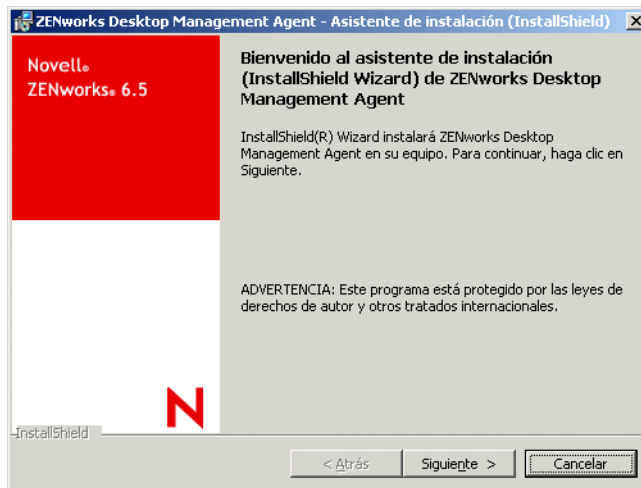 ZENworks Desktop Management Agent - Asistente de instalación (InstallShield)
Novell®
ZENworks® 6.5
Bienvenido al asistente de instalación
(InstallShield Wizard) de ZENworks Desktop
Management Agent
InstallShield(R) Wizard instalará ZENworks Desktop
Management Agent en su equipo. Para continuar, haga clic en
Siguiente.
ADVERTENCIA: Este programa está protegido por las leyes de
derechos de autor y otros tratados internacionales.
N
InstallShield
< Atrás
Siguiente >
Cancelar